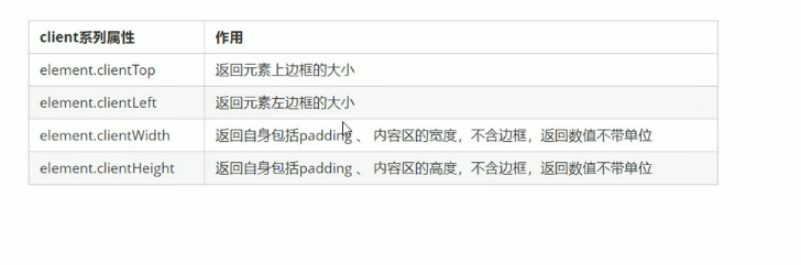 client系列属性 作用
element.clientTop 返回元素上边框的大小
element.clientLeft 返回元素左边框的大小
element.clientWidth 返回自身包括padding 、 内容区的宽度，不含边框，返回数值不带单位
element.clientHeight 返回自身包括padding 、 内容区的高度，不含边框，返回数值不带单位